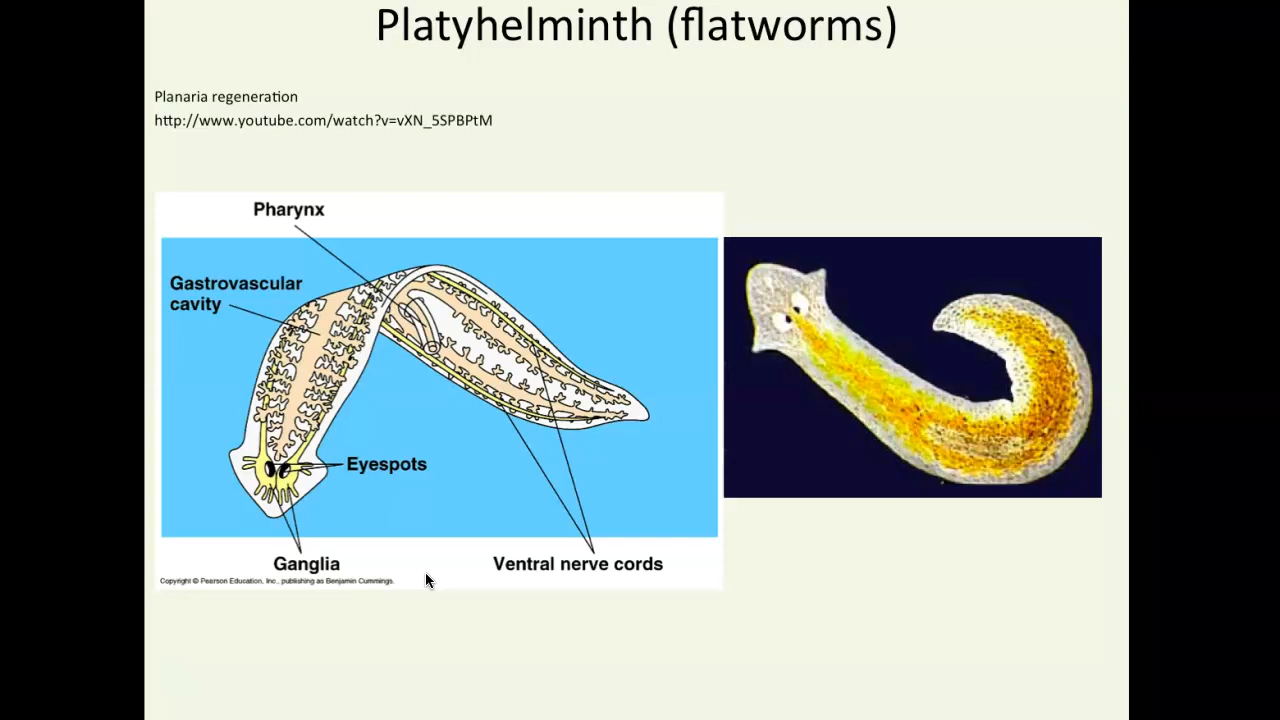 Platyhelminth (flatworms)
Planaria regeneration
http://www.youtube.com/watch?v=vXN_5SPBPtM
Pharynx
Gastrovascular
cavity
Eyespots
Ganglia
Ventral nerve cords
Copyright © Pearson Education, Inc., publishing as Benjamin Cummings.